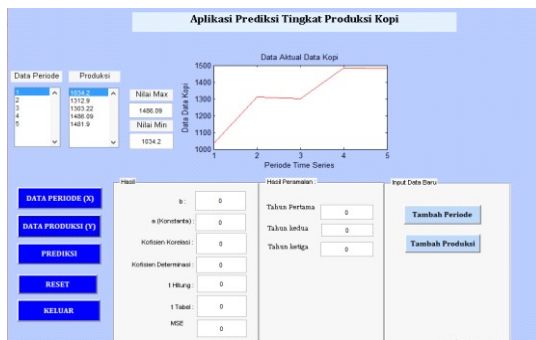 Aplikasi Prediksi Tingkat Produksi Kopi
Data Periode
Produksi
1
2
3
4
5
1034.2
1312.9
1303.22
1486.09
1481.9
Nilai Max
1486.09
Nilai Min
1034.2
Data Aktual Data Kopi
Data Data Kopi
1500
1400
1300
1200
1100
1000
1 2 3 4 5
Periode Time Series
DATA PERIODE (X)
DATA PRODUKSI (Y)
PREDIKSI
RESET
KELUAR
Hasil
b : 0
a (Konstanta) : 0
Kofisien Korelasi : 0
Kofisien Determinasi : 0
t Hitung : 0
t Tabel : 0
MSE 0
Hasil Peramalan :
Tahun Pertama 0
Tahun kedua 0
Tahun ketiga 0
Input Data Baru
Tambah Periode
Tambah Produksi